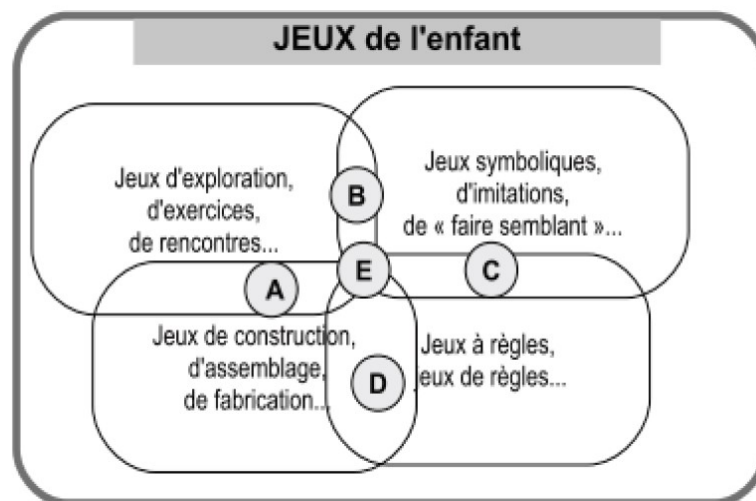 JEUX de l'enfant
Jeux d'exploration,
d'exercices,
de rencontres...
Jeux symboliques,
d'imitations,
de « faire semblant »...
B
E
A
C
Jeux de construction,
d'assemblage,
de fabrication...
D
Jeux à règles,
jeux de règles...